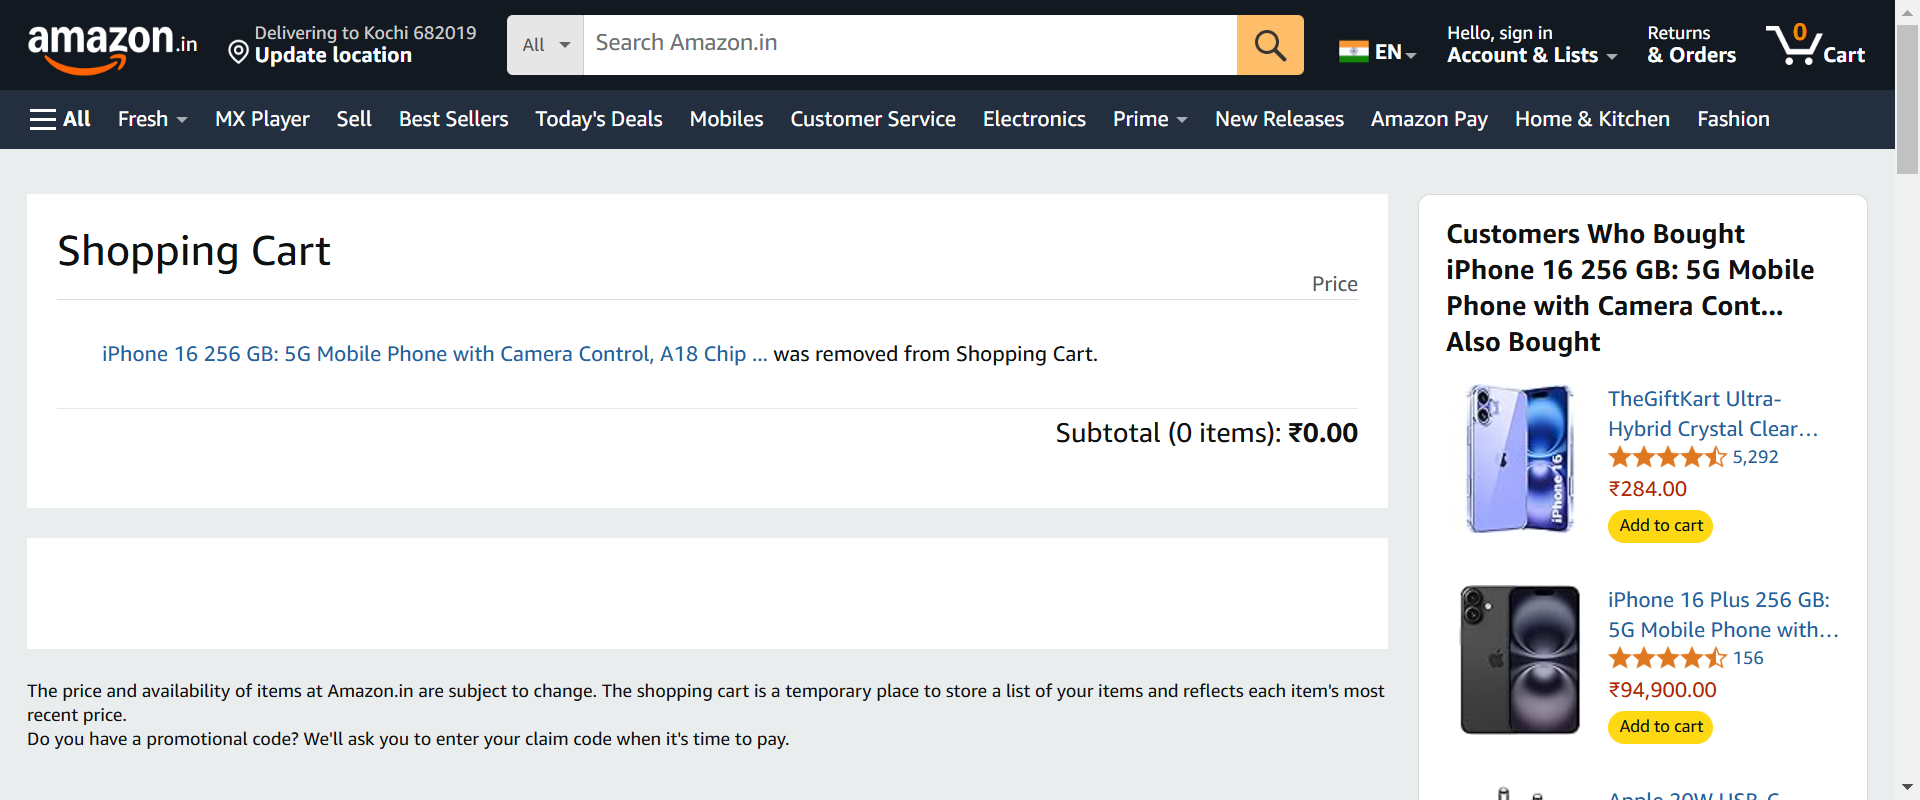 amazon.in
Delivering to Kochi 682019
Update location
All
Search Amazon.in
EN
Hello, sign in
Account & Lists
Returns
& Orders
0
Cart
All
Fresh
MX Player
Sell
Best Sellers
Today's Deals
Mobiles
Customer Service
Electronics
Prime
New Releases
Amazon Pay
Home & Kitchen
Fashion
Shopping Cart
Price
iPhone 16 256 GB: 5G Mobile Phone with Camera Control, A18 Chip ... was removed from Shopping Cart.
Subtotal (0 items): ₹0.00
The price and availability of items at Amazon.in are subject to change. The shopping cart is a temporary place to store a list of your items and reflects each item's most
recent price.
Do you have a promotional code? We'll ask you to enter your claim code when it's time to pay.
Customers Who Bought
iPhone 16 256 GB: 5G Mobile
Phone with Camera Cont...
Also Bought
iPhone 16
TheGiftKart Ultra-
Hybrid Crystal Clear...
5,292
₹284.00
Add to cart
iPhone 16 Plus 256 GB:
5G Mobile Phone with...
156
₹94,900.00
Add to cart
Apple 20W USB-C